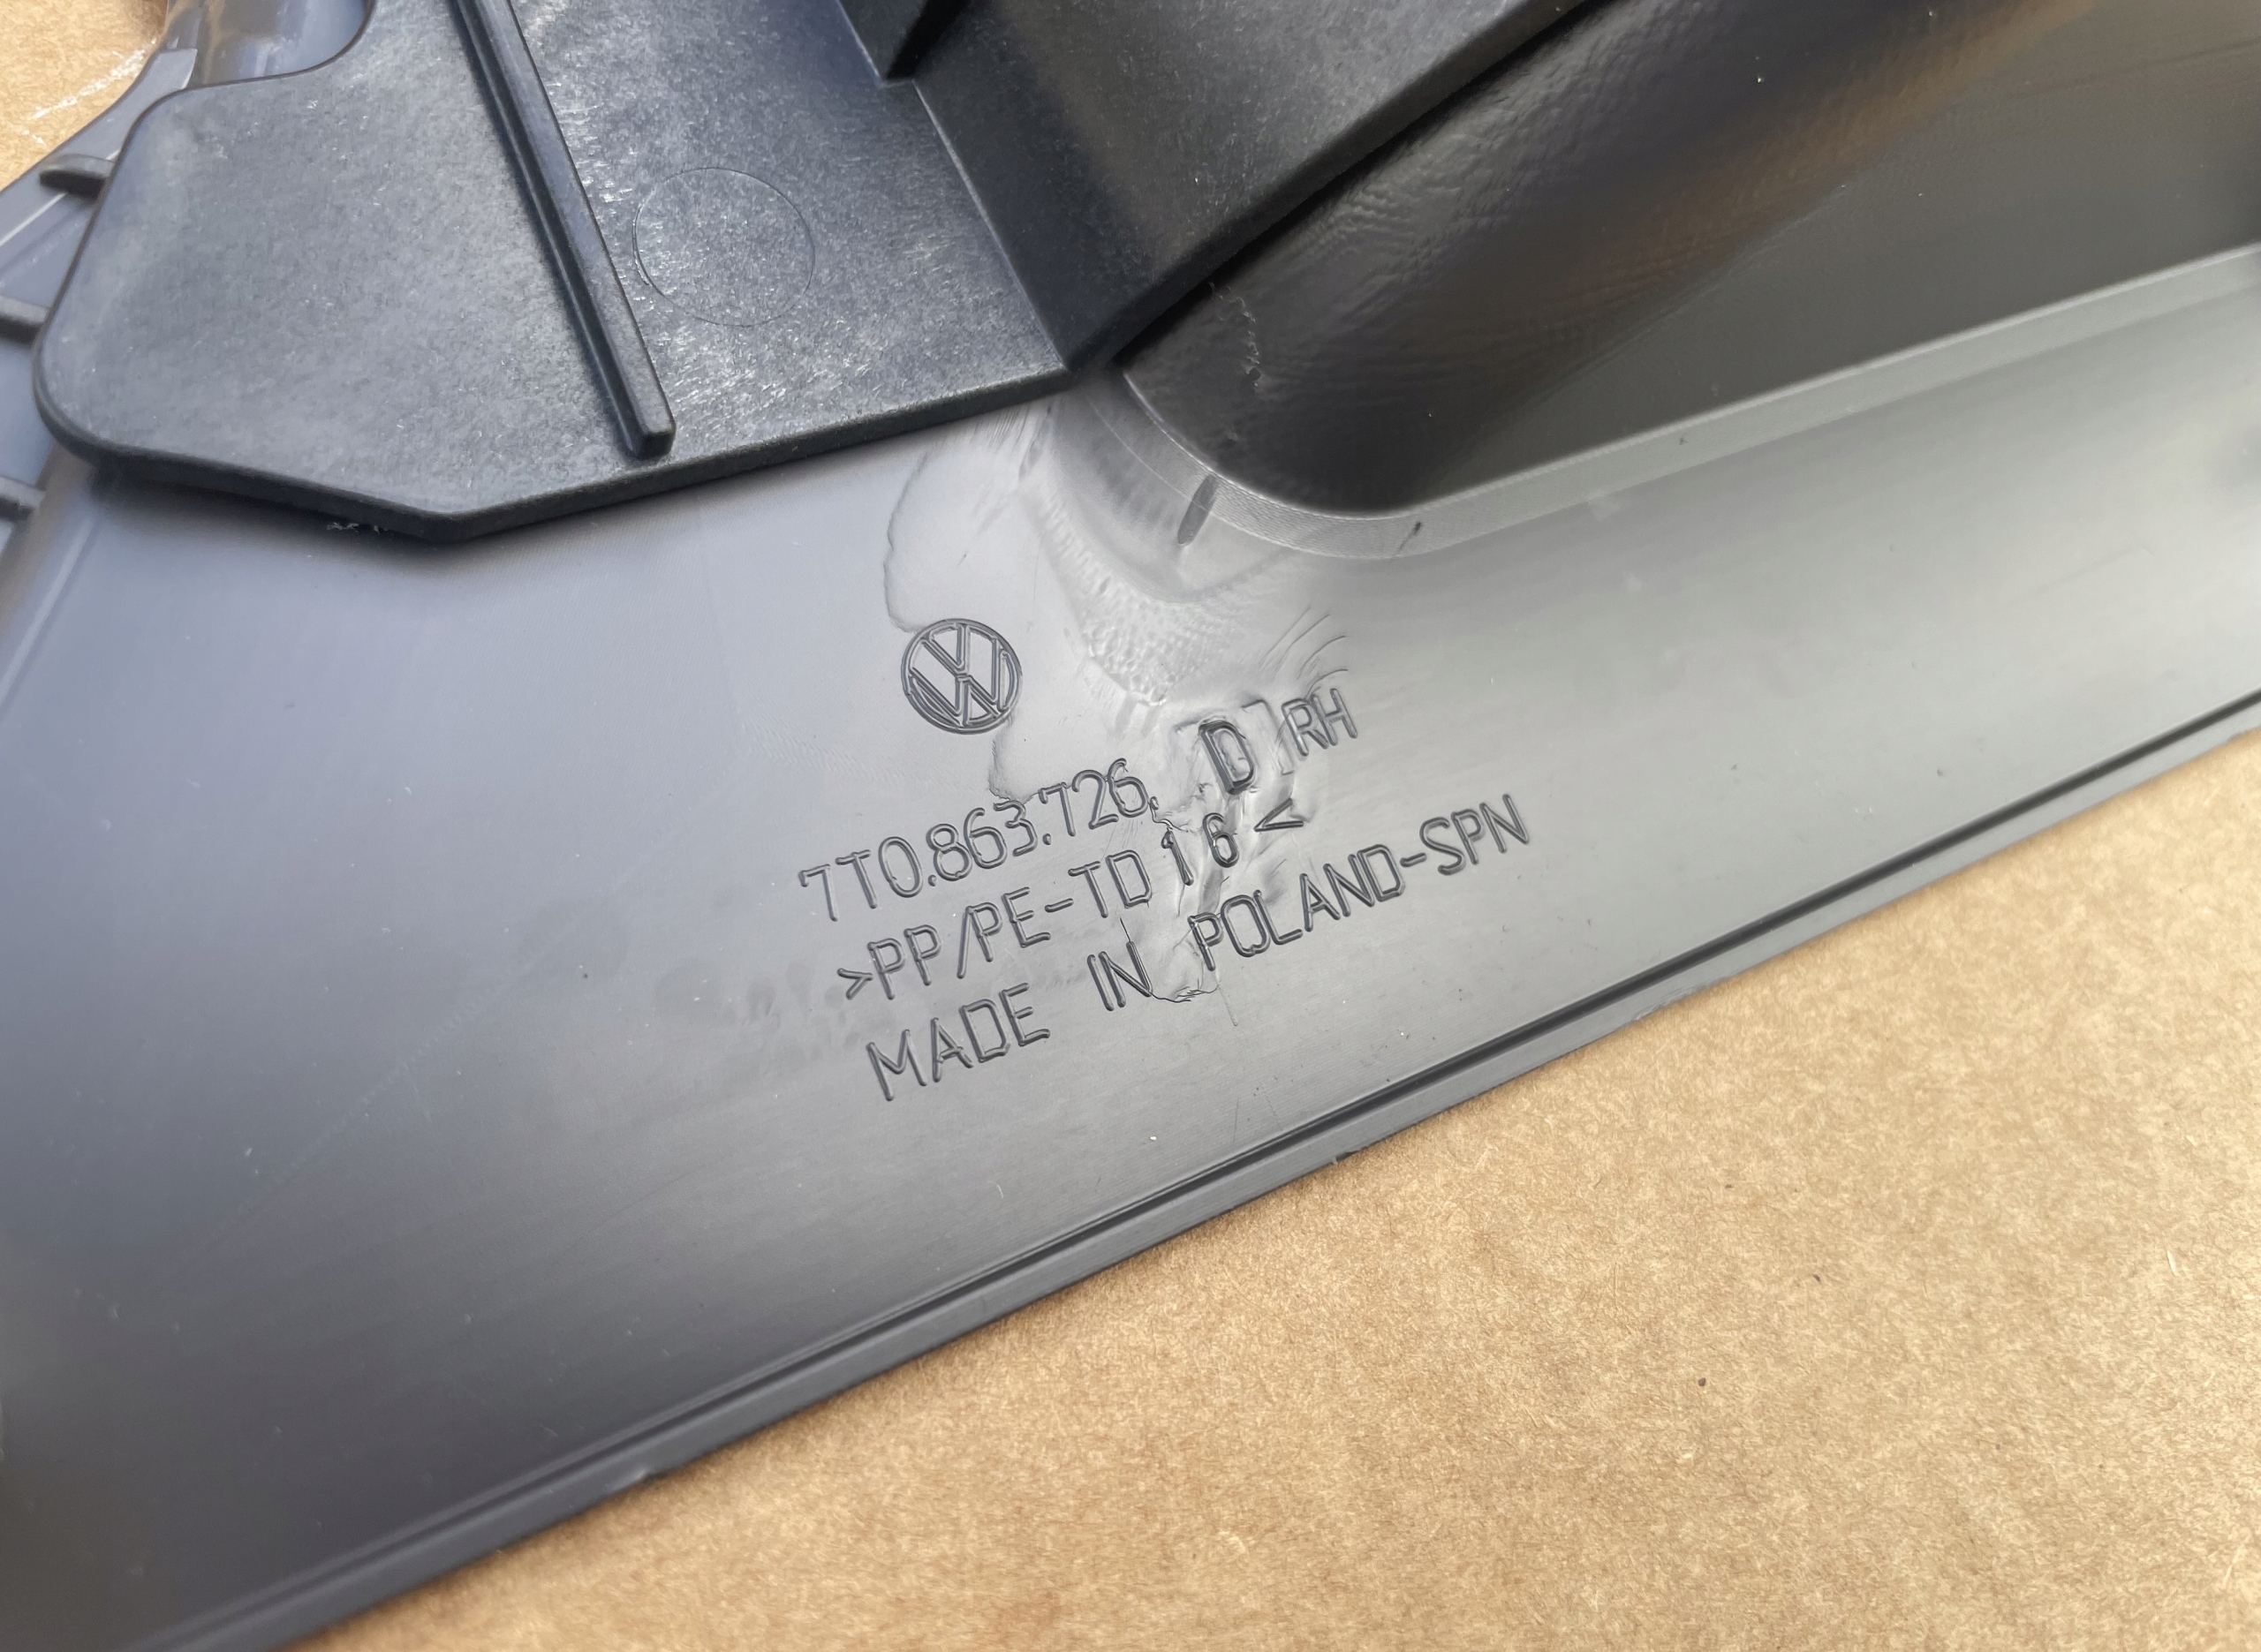 7T0.863.726. D RH
>PP/PE-TD16<
MADE IN POLAND-SPN